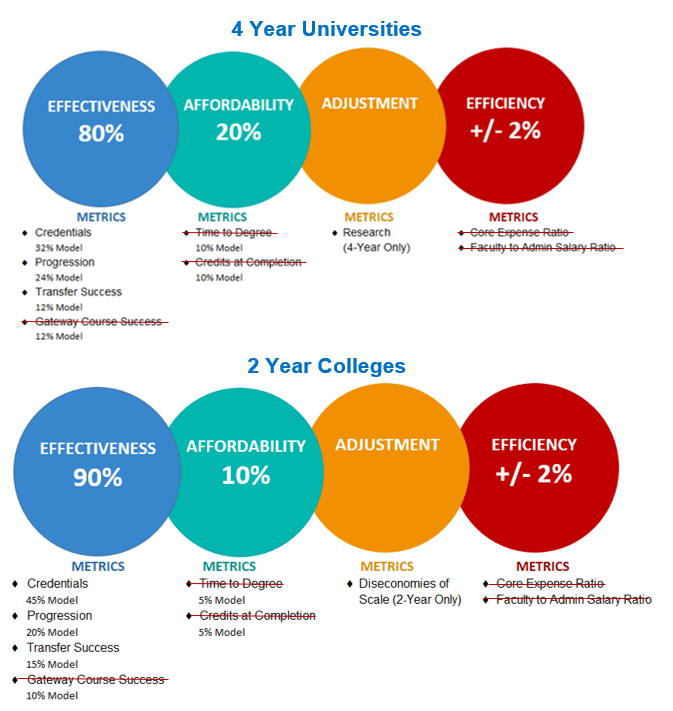 4 Year Universities
EFFECTIVENESS
80%
AFFORDABILITY
20%
ADJUSTMENT
EFFICIENCY
+/- 2%
METRICS
Credentials
32% Model
Progression
24% Model
Transfer Success
12% Model
Gateway Course Success
12% Model
METRICS
Time to Degree
10% Model
Credits at Completion
10% Model
METRICS
Research
(4-Year Only)
METRICS
Core Expense Ratio
Faculty to Admin Salary Ratio
2 Year Colleges
EFFECTIVENESS
90%
AFFORDABILITY
10%
ADJUSTMENT
EFFICIENCY
+/- 2%
METRICS
Credentials
45% Model
Progression
20% Model
Transfer Success
15% Model
Gateway Course Success
10% Model
METRICS
Time to Degree
5% Model
Credits at Completion
5% Model
METRICS
Diseconomies of
Scale (2-Year Only)
METRICS
Core Expense Ratio
Faculty to Admin Salary Ratio